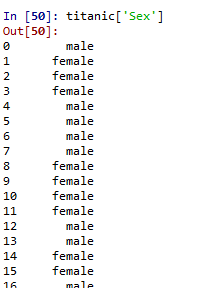 In [50]: titanic['Sex']
Out[50]:
0        male
1      female
2      female
3      female
4        male
5        male
6        male
7        male
8      female
9      female
10     female
11     female
12       male
13       male
14     female
15     female
16       male